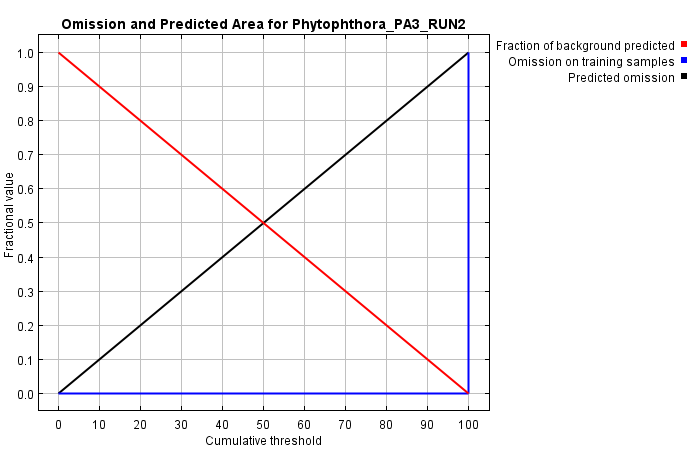 Omission and Predicted Area for Phytophthora_PA3_RUN2
Fraction of background predicted
Omission on training samples
Predicted omission
1.0
0.9
0.8
0.7
0.6
0.5
0.4
0.3
0.2
0.1
0.0
Fractional value
0 10 20 30 40 50 60 70 80 90 100
Cumulative threshold